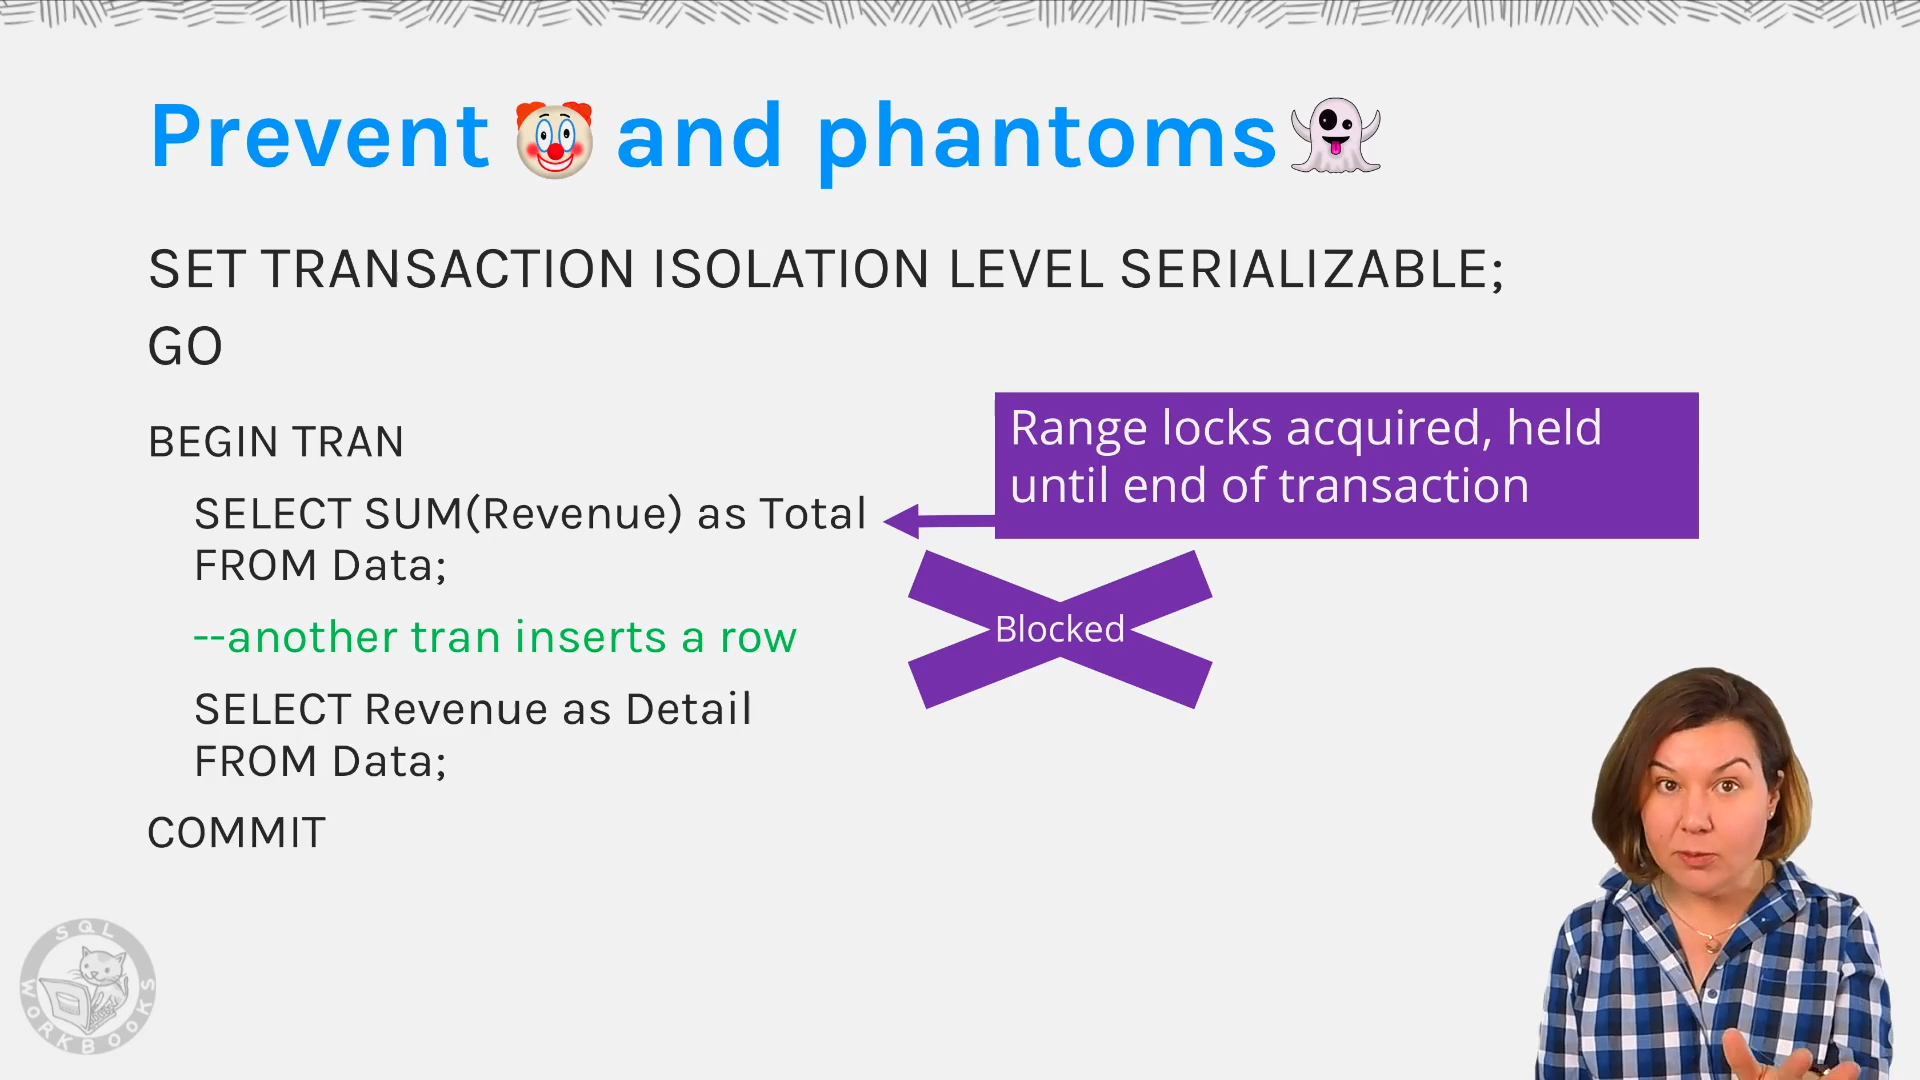 Prevent 🤡 and phantoms 👻
SET TRANSACTION ISOLATION LEVEL SERIALIZABLE;
GO
BEGIN TRAN
SELECT SUM(Revenue) as Total
FROM Data;
Range locks acquired, held
until end of transaction
--another tran inserts a row
Blocked
SELECT Revenue as Detail
FROM Data;
COMMIT
SQL
WORKBOOKS